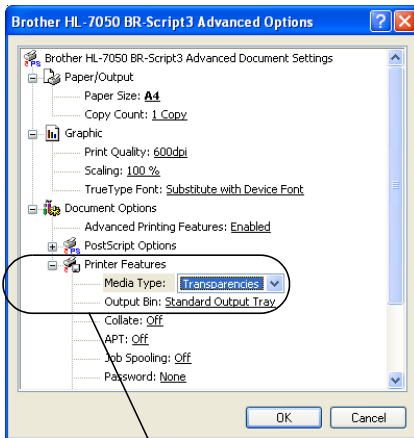 Brother HL-7050 BR-Script3 Advanced Options
Brother HL-7050 BR-Script3 Advanced Document Settings
Paper/Output
Paper Size: A4
Copy Count: 1 Copy
Graphic
Print Quality: 600dpi
Scaling: 100 %
TrueType Font: Substitute with Device Font
Document Options
Advanced Printing Features: Enabled
PostScript Options
Printer Features
Media Type: Transparencies
Output Bin: Standard Output Tray
Collate: Off
APT: Off
Job Spooling: Off
Password: None
OK Cancel